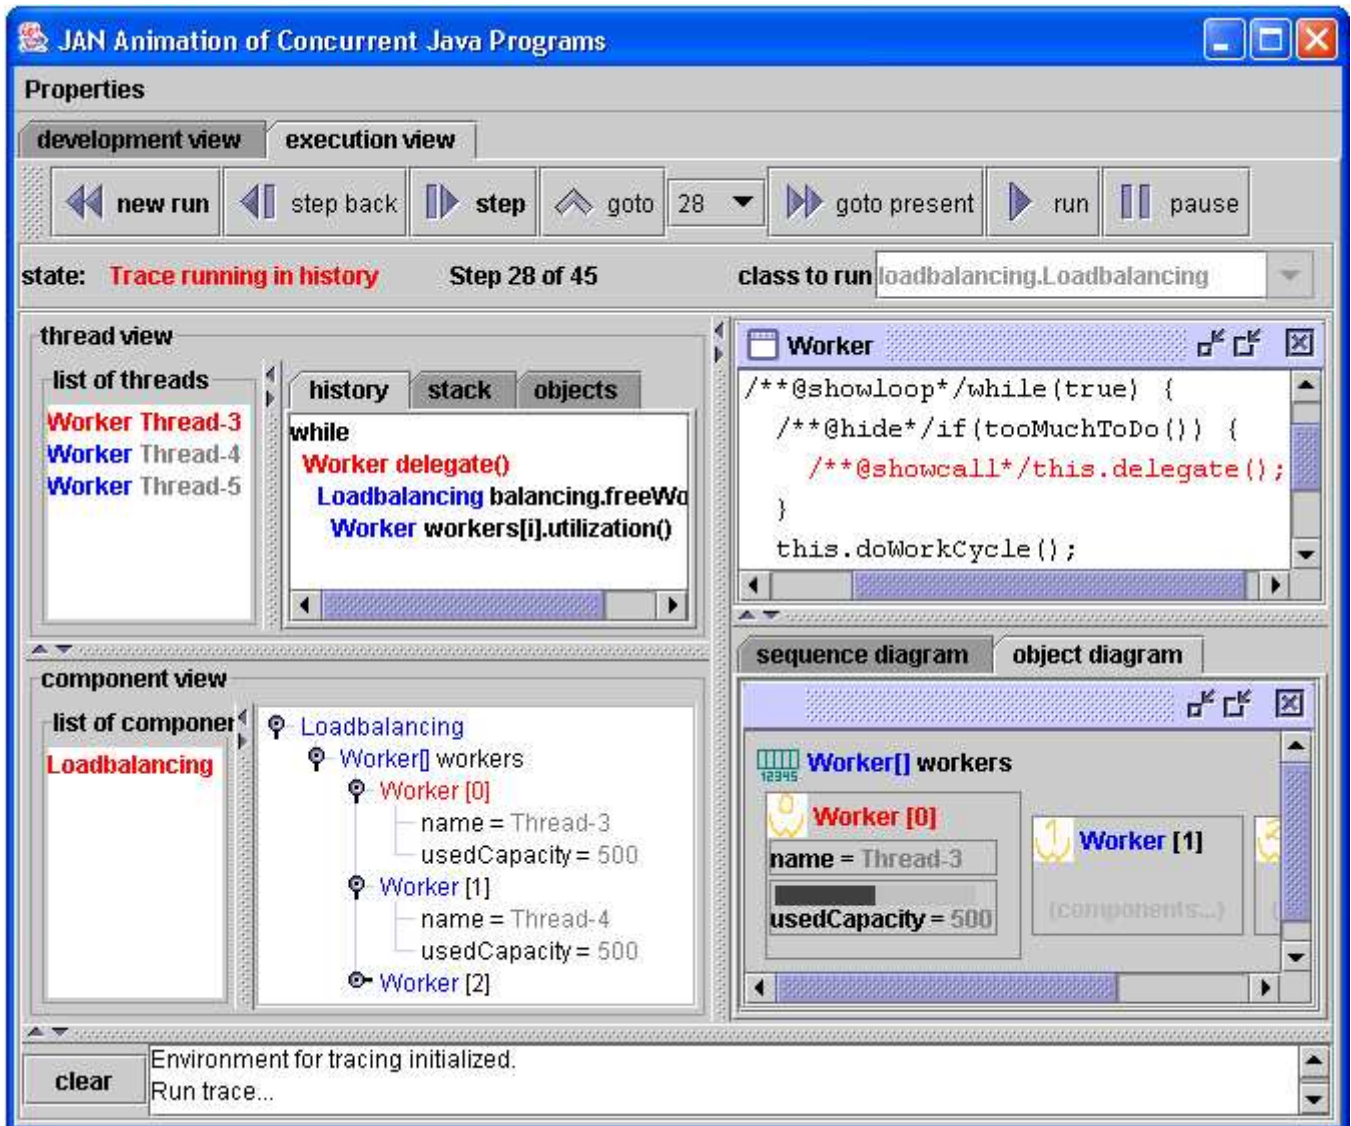 JAN Animation of Concurrent Java Programs
Properties
development view execution view
new run step back step goto 28 goto present run pause
state: Trace running in history Step 28 of 45 class to run loadbalancing.Loadbalancing
thread view
list of threads
Worker Thread-3
Worker Thread-4
Worker Thread-5
history stack objects
while
Worker delegate()
Loadbalancing balancing.freeWo
Worker workers[i].utilization()
Worker
/**@showloop*/while(true) {
/**@hide*/if(tooMuchToDo()) {
/**@showcall*/this.delegate();
}
this.doWorkCycle();
component view
list of componer
Loadbalancing
Loadbalancing
Worker[] workers
Worker [0]
name = Thread-3
usedCapacity = 500
Worker [1]
name = Thread-4
usedCapacity = 500
Worker [2]
sequence diagram object diagram
12345
Worker[] workers
0 Worker [0]
name = Thread-3
usedCapacity = 500
1 Worker [1]
(components...)
2
(
clear
Environment for tracing initialized.
Run trace...